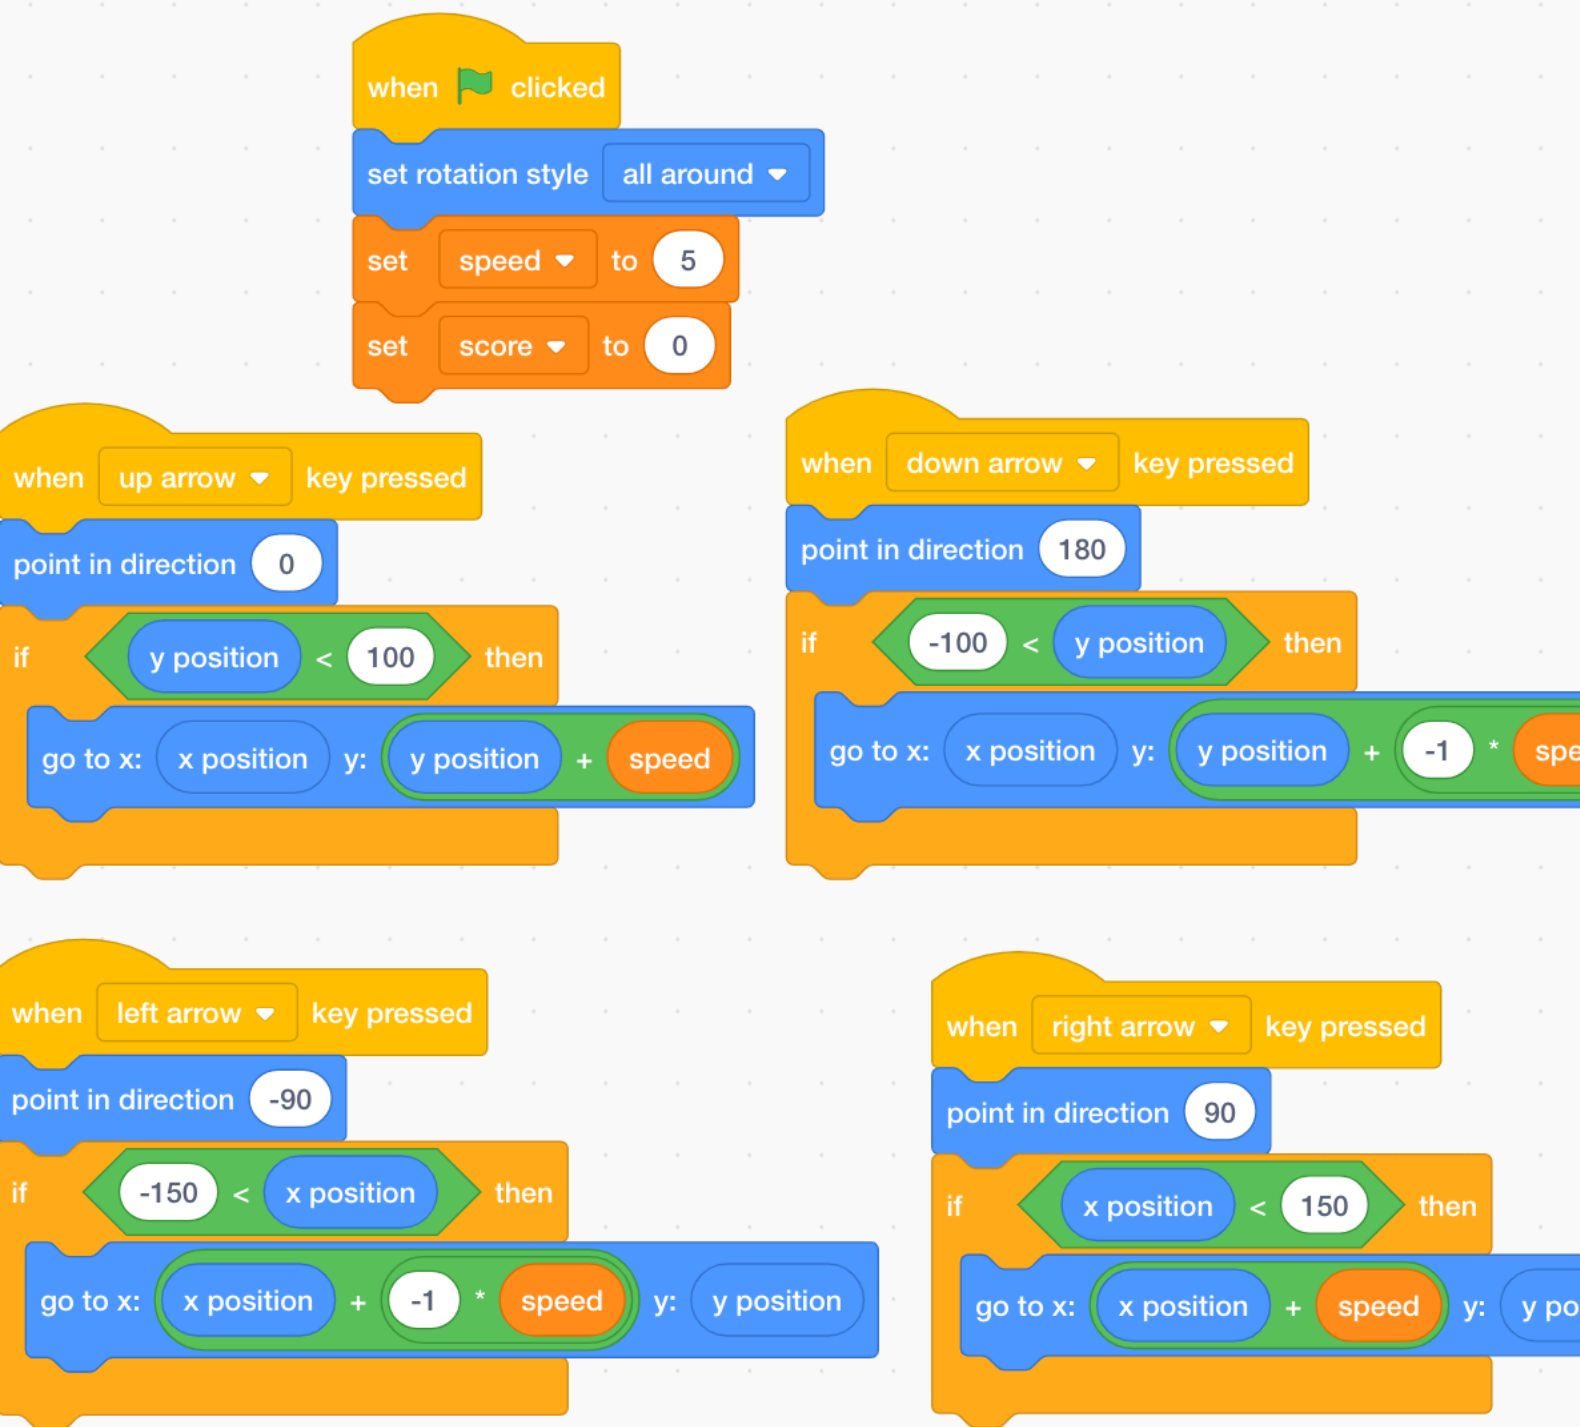 when clicked
set rotation style all around
set speed to 5
set score to 0
when up arrow key pressed
point in direction 0
if y position < 100 then
go to x: x position y: y position + speed
when down arrow key pressed
point in direction 180
if -100 < y position then
go to x: x position y: y position + -1 * spe
when left arrow key pressed
point in direction -90
if -150 < x position then
go to x: x position + -1 * speed y: y position
when right arrow key pressed
point in direction 90
if x position < 150 then
go to x: x position + speed y: y po